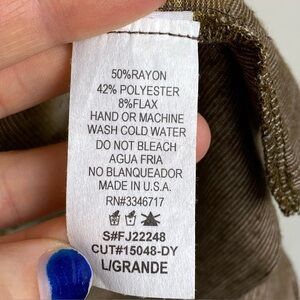 50%RAYON
42% POLYESTER
8%FLAX
HAND OR MACHINE
WASH COLD WATER
DO NOT BLEACH
AGUA FRIA
NO BLANQUEADOR
MADE IN U.S.A.
RN#3346717
S#FJ22248
CUT#15048-DY
L/GRANDE